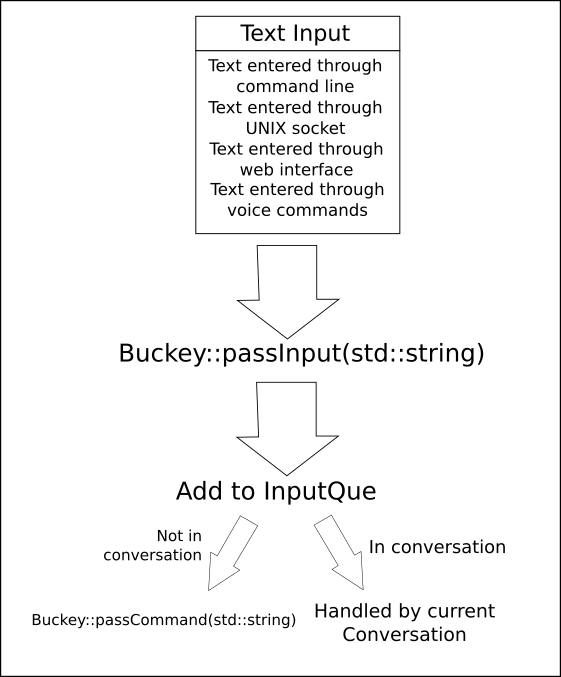 Text Input
Text entered through
command line
Text entered through
UNIX socket
Text entered through
web interface
Text entered through
voice commands
Buckey::passInput(std::string)
Add to InputQue
Not in
conversation
In conversation
Buckey::passCommand(std::string)
Handled by current
Conversation